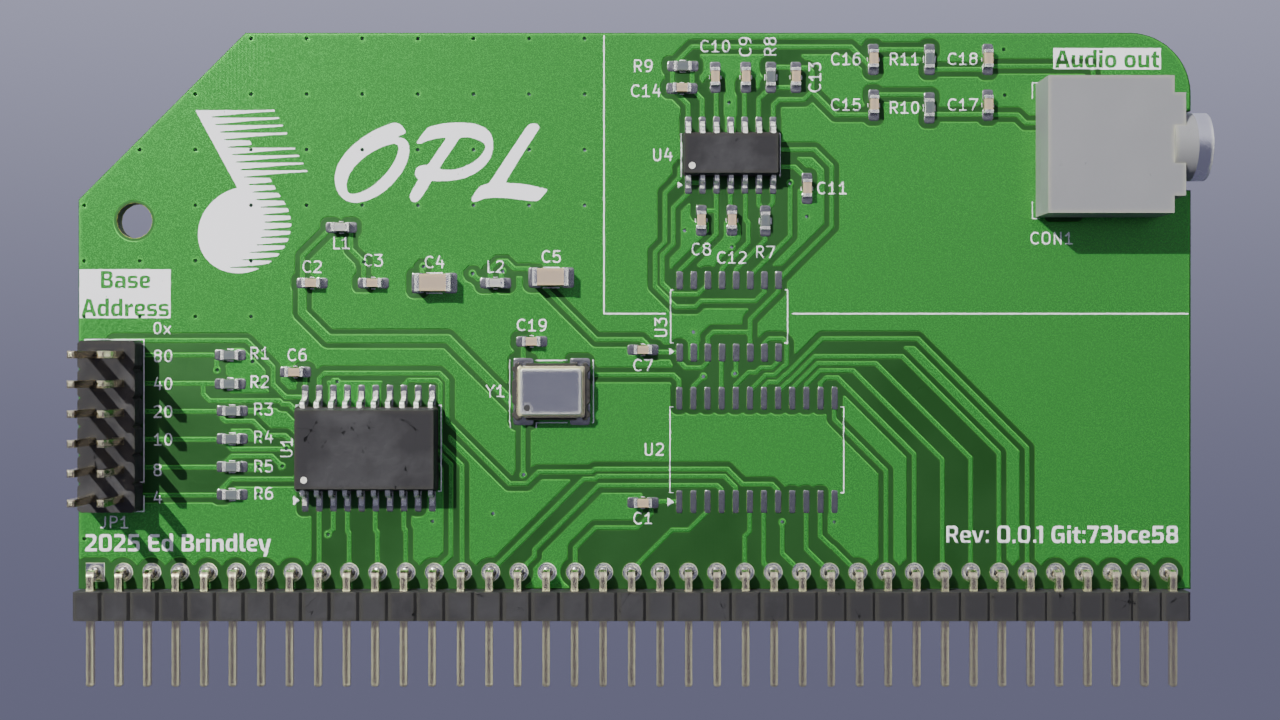 C10
C9
R8
R9
C14
C13
C16
R11
C18
Audio out
C15
R10
C17
OPL
U4
C11
C8
C12
R7
CON1
L1
C2
C3
C4
L2
C5
Base
Address
0x
80
40
20
10
8
4
R1
R2
R3
R4
R5
R6
C6
U1
C19
Y1
C7
U3
U2
C1
JP1
2025 Ed Brindley
Rev: 0.0.1 Git:73bce58